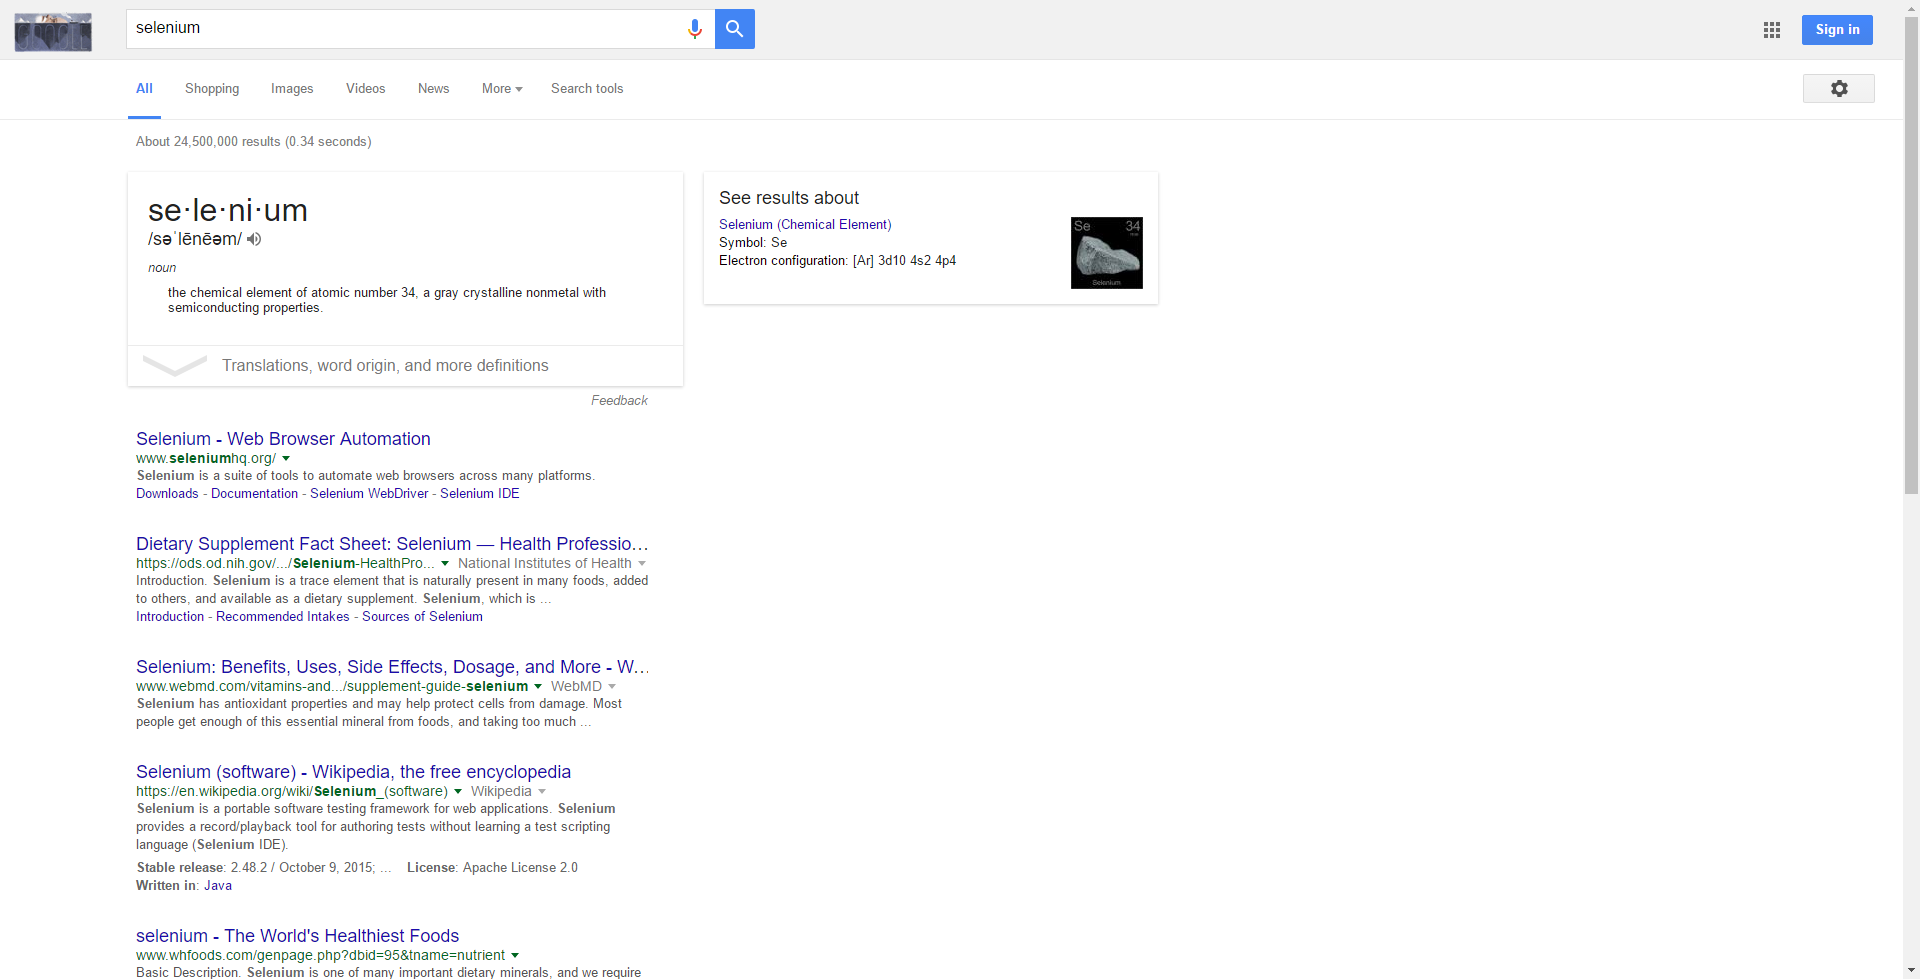 selenium
Sign in
All Shopping Images Videos News More Search tools
About 24,500,000 results (0.34 seconds)
se·le·ni·um
/səˈlēnēəm/
noun
the chemical element of atomic number 34, a gray crystalline nonmetal with
semiconducting properties.
Translations, word origin, and more definitions
Feedback
See results about
Selenium (Chemical Element)
Symbol: Se
Electron configuration: [Ar] 3d10 4s2 4p4
Se 34
Selenium
Selenium - Web Browser Automation
www.seleniumhq.org/
Selenium is a suite of tools to automate web browsers across many platforms.
Downloads - Documentation - Selenium WebDriver - Selenium IDE
Dietary Supplement Fact Sheet: Selenium — Health Professio...
https://ods.od.nih.gov/.../Selenium-HealthPro... National Institutes of Health
Introduction. Selenium is a trace element that is naturally present in many foods, added
to others, and available as a dietary supplement. Selenium, which is ...
Introduction - Recommended Intakes - Sources of Selenium
Selenium: Benefits, Uses, Side Effects, Dosage, and More - W...
www.webmd.com/vitamins-and.../supplement-guide-selenium WebMD
Selenium has antioxidant properties and may help protect cells from damage. Most
people get enough of this essential mineral from foods, and taking too much ...
Selenium (software) - Wikipedia, the free encyclopedia
https://en.wikipedia.org/wiki/Selenium_(software) Wikipedia
Selenium is a portable software testing framework for web applications. Selenium
provides a record/playback tool for authoring tests without learning a test scripting
language (Selenium IDE).
Stable release: 2.48.2 / October 9, 2015; ... License: Apache License 2.0
Written in: Java
selenium - The World's Healthiest Foods
www.whfoods.com/genpage.php?dbid=95&tname=nutrient
Basic Description. Selenium is one of many important dietary minerals, and we require